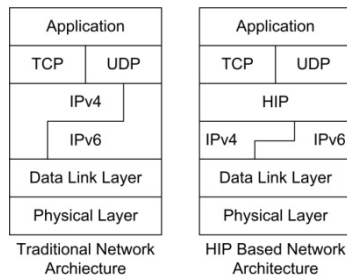 Application
TCP UDP
IPv4
IPv6
Data Link Layer
Physical Layer
Traditional Network
Archiecture
Application
TCP UDP
HIP
IPv4 IPv6
Data Link Layer
Physical Layer
HIP Based Network
Architecture